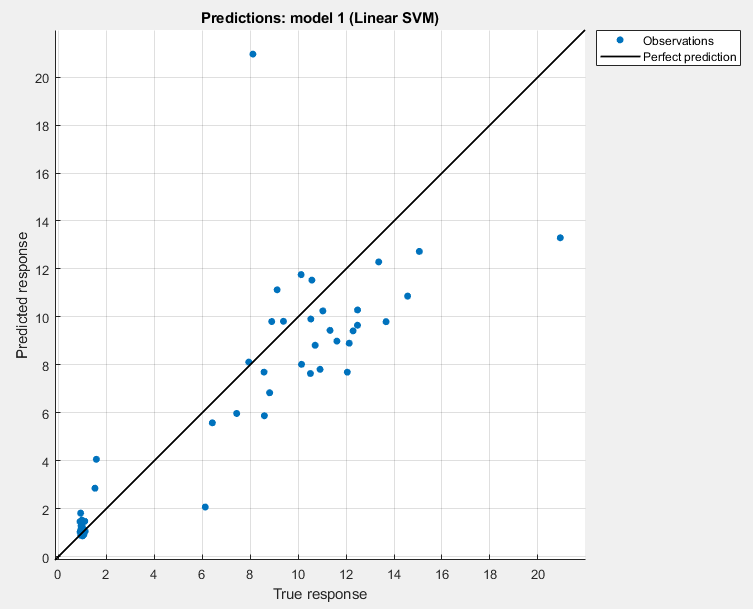 Predictions: model 1 (Linear SVM)
Observations
Perfect prediction
Predicted response
20
18
16
14
12
10
8
6
4
2
0
0 2 4 6 8 10 12 14 16 18 20
True response